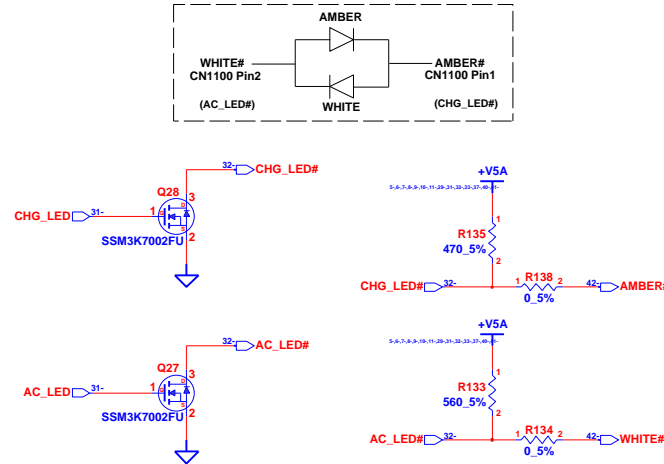 AMBER
WHITE#
CN1100 Pin2
AMBER#
CN1100 Pin1
(AC_LED#)
WHITE
(CHG_LED#)
32-
CHG_LED#
Q28
3
D
CHG_LED
31-
1
G
S
2
SSM3K7002FU
+V5A
1
R135
470_5%
2
CHG_LED#
32-
1
R138
2
0_5%
42-
AMBER#
32-
AC_LED#
Q27
3
D
AC_LED
31-
1
G
S
2
SSM3K7002FU
+V5A
1
R133
560_5%
2
AC_LED#
32-
1
R134
2
0_5%
42-
WHITE#